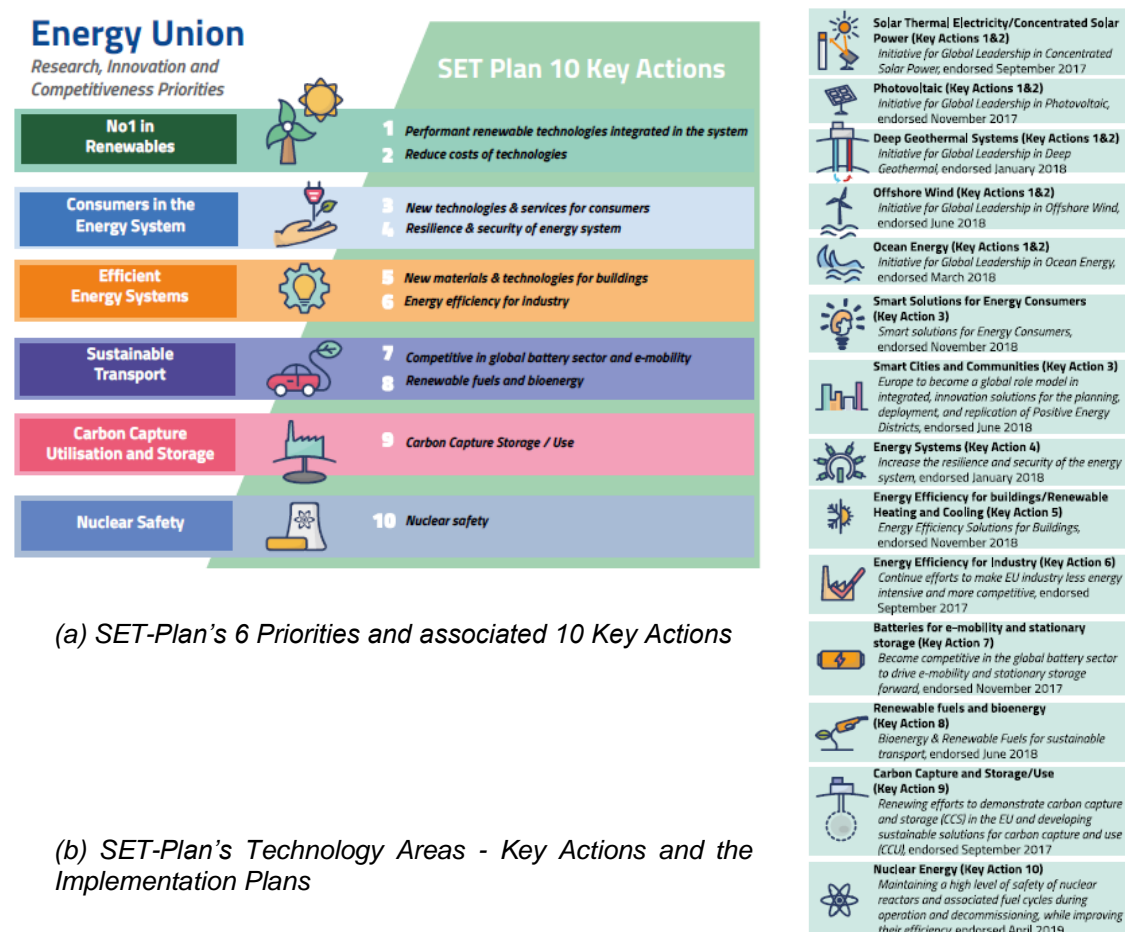 Energy Union
Research, Innovation and
Competitiveness Priorities
SET Plan 10 Key Actions
No1 in
Renewables
1 Performant renewable technologies integrated in the system
2 Reduce costs of technologies
Consumers in the
Energy System
3 New technologies & services for consumers
4 Resilience & security of energy system
Efficient
Energy Systems
5 New materials & technologies for buildings
6 Energy efficiency for industry
Sustainable
Transport
7 Competitive in global battery sector and e-mobility
8 Renewable fuels and bioenergy
Carbon Capture
Utilisation and Storage
9 Carbon Capture Storage / Use
Nuclear Safety
10 Nuclear safety
(a) SET-Plan's 6 Priorities and associated 10 Key Actions
(b) SET-Plan's Technology Areas - Key Actions and the
Implementation Plans
Solar Thermal Electricity/Concentrated Solar
Power (Key Actions 1&2)
Initiative for Global Leadership in Concentrated
Solar Power, endorsed September 2017
Photovoltaic (Key Actions 1&2)
Initiative for Global Leadership in Photovoltaic,
endorsed November 2017
Deep Geothermal Systems (Key Actions 1&2)
Initiative for Global Leadership in Deep
Geothermal, endorsed January 2018
Offshore Wind (Key Actions 1&2)
Initiative for Global Leadership in Offshore Wind,
endorsed June 2018
Ocean Energy (Key Actions 1&2)
Initiative for Global Leadership in Ocean Energy,
endorsed March 2018
Smart Solutions for Energy Consumers
(Key Action 3)
Smart solutions for Energy Consumers,
endorsed November 2018
Smart Cities and Communities (Key Action 3)
Europe to become a global role model in
integrated, innovation solutions for the planning,
deployment, and replication of Positive Energy
Districts, endorsed June 2018
Energy Systems (Key Action 4)
Increase the resilience and security of the energy
system, endorsed January 2018
Energy Efficiency for buildings/Renewable
Heating and Cooling (Key Action 5)
Energy Efficiency Solutions for Buildings,
endorsed November 2018
Energy Efficiency for Industry (Key Action 6)
Continue efforts to make EU industry less energy
intensive and more competitive, endorsed
September 2017
Batteries for e-mobility and stationary
storage (Key Action 7)
Become competitive in the global battery sector
to drive e-mobility and stationary storage
forward, endorsed November 2017
Renewable fuels and bioenergy
(Key Action 8)
Bioenergy & Renewable Fuels for sustainable
transport, endorsed June 2018
Carbon Capture and Storage/Use
(Key Action 9)
Renewing efforts to demonstrate carbon capture
and storage (CCS) in the EU and developing
sustainable solutions for carbon capture and use
(CCU), endorsed September 2017
Nuclear Energy (Key Action 10)
Maintaining a high level of safety of nuclear
reactors and associated fuel cycles during
operation and decommissioning, while improving
their efficiency, endorsed April 2019